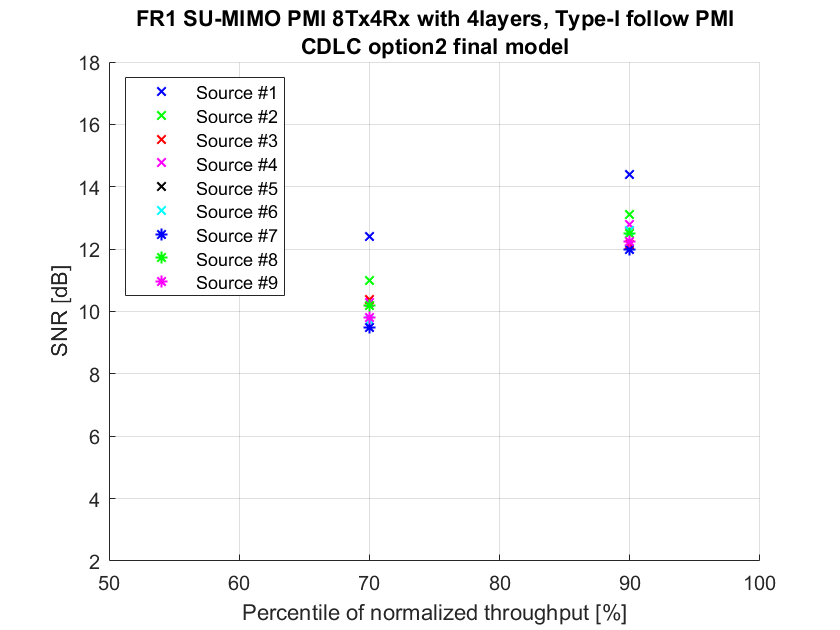 FR1 SU-MIMO PMI 8Tx4Rx with 4layers, Type-I follow PMI
CDLC option2 final model
18
16
14
12
10
8
6
4
2
SNR [dB]
Source #1
Source #2
Source #3
Source #4
Source #5
Source #6
Source #7
Source #8
Source #9
50 60 70 80 90 100
Percentile of normalized throughput [%]